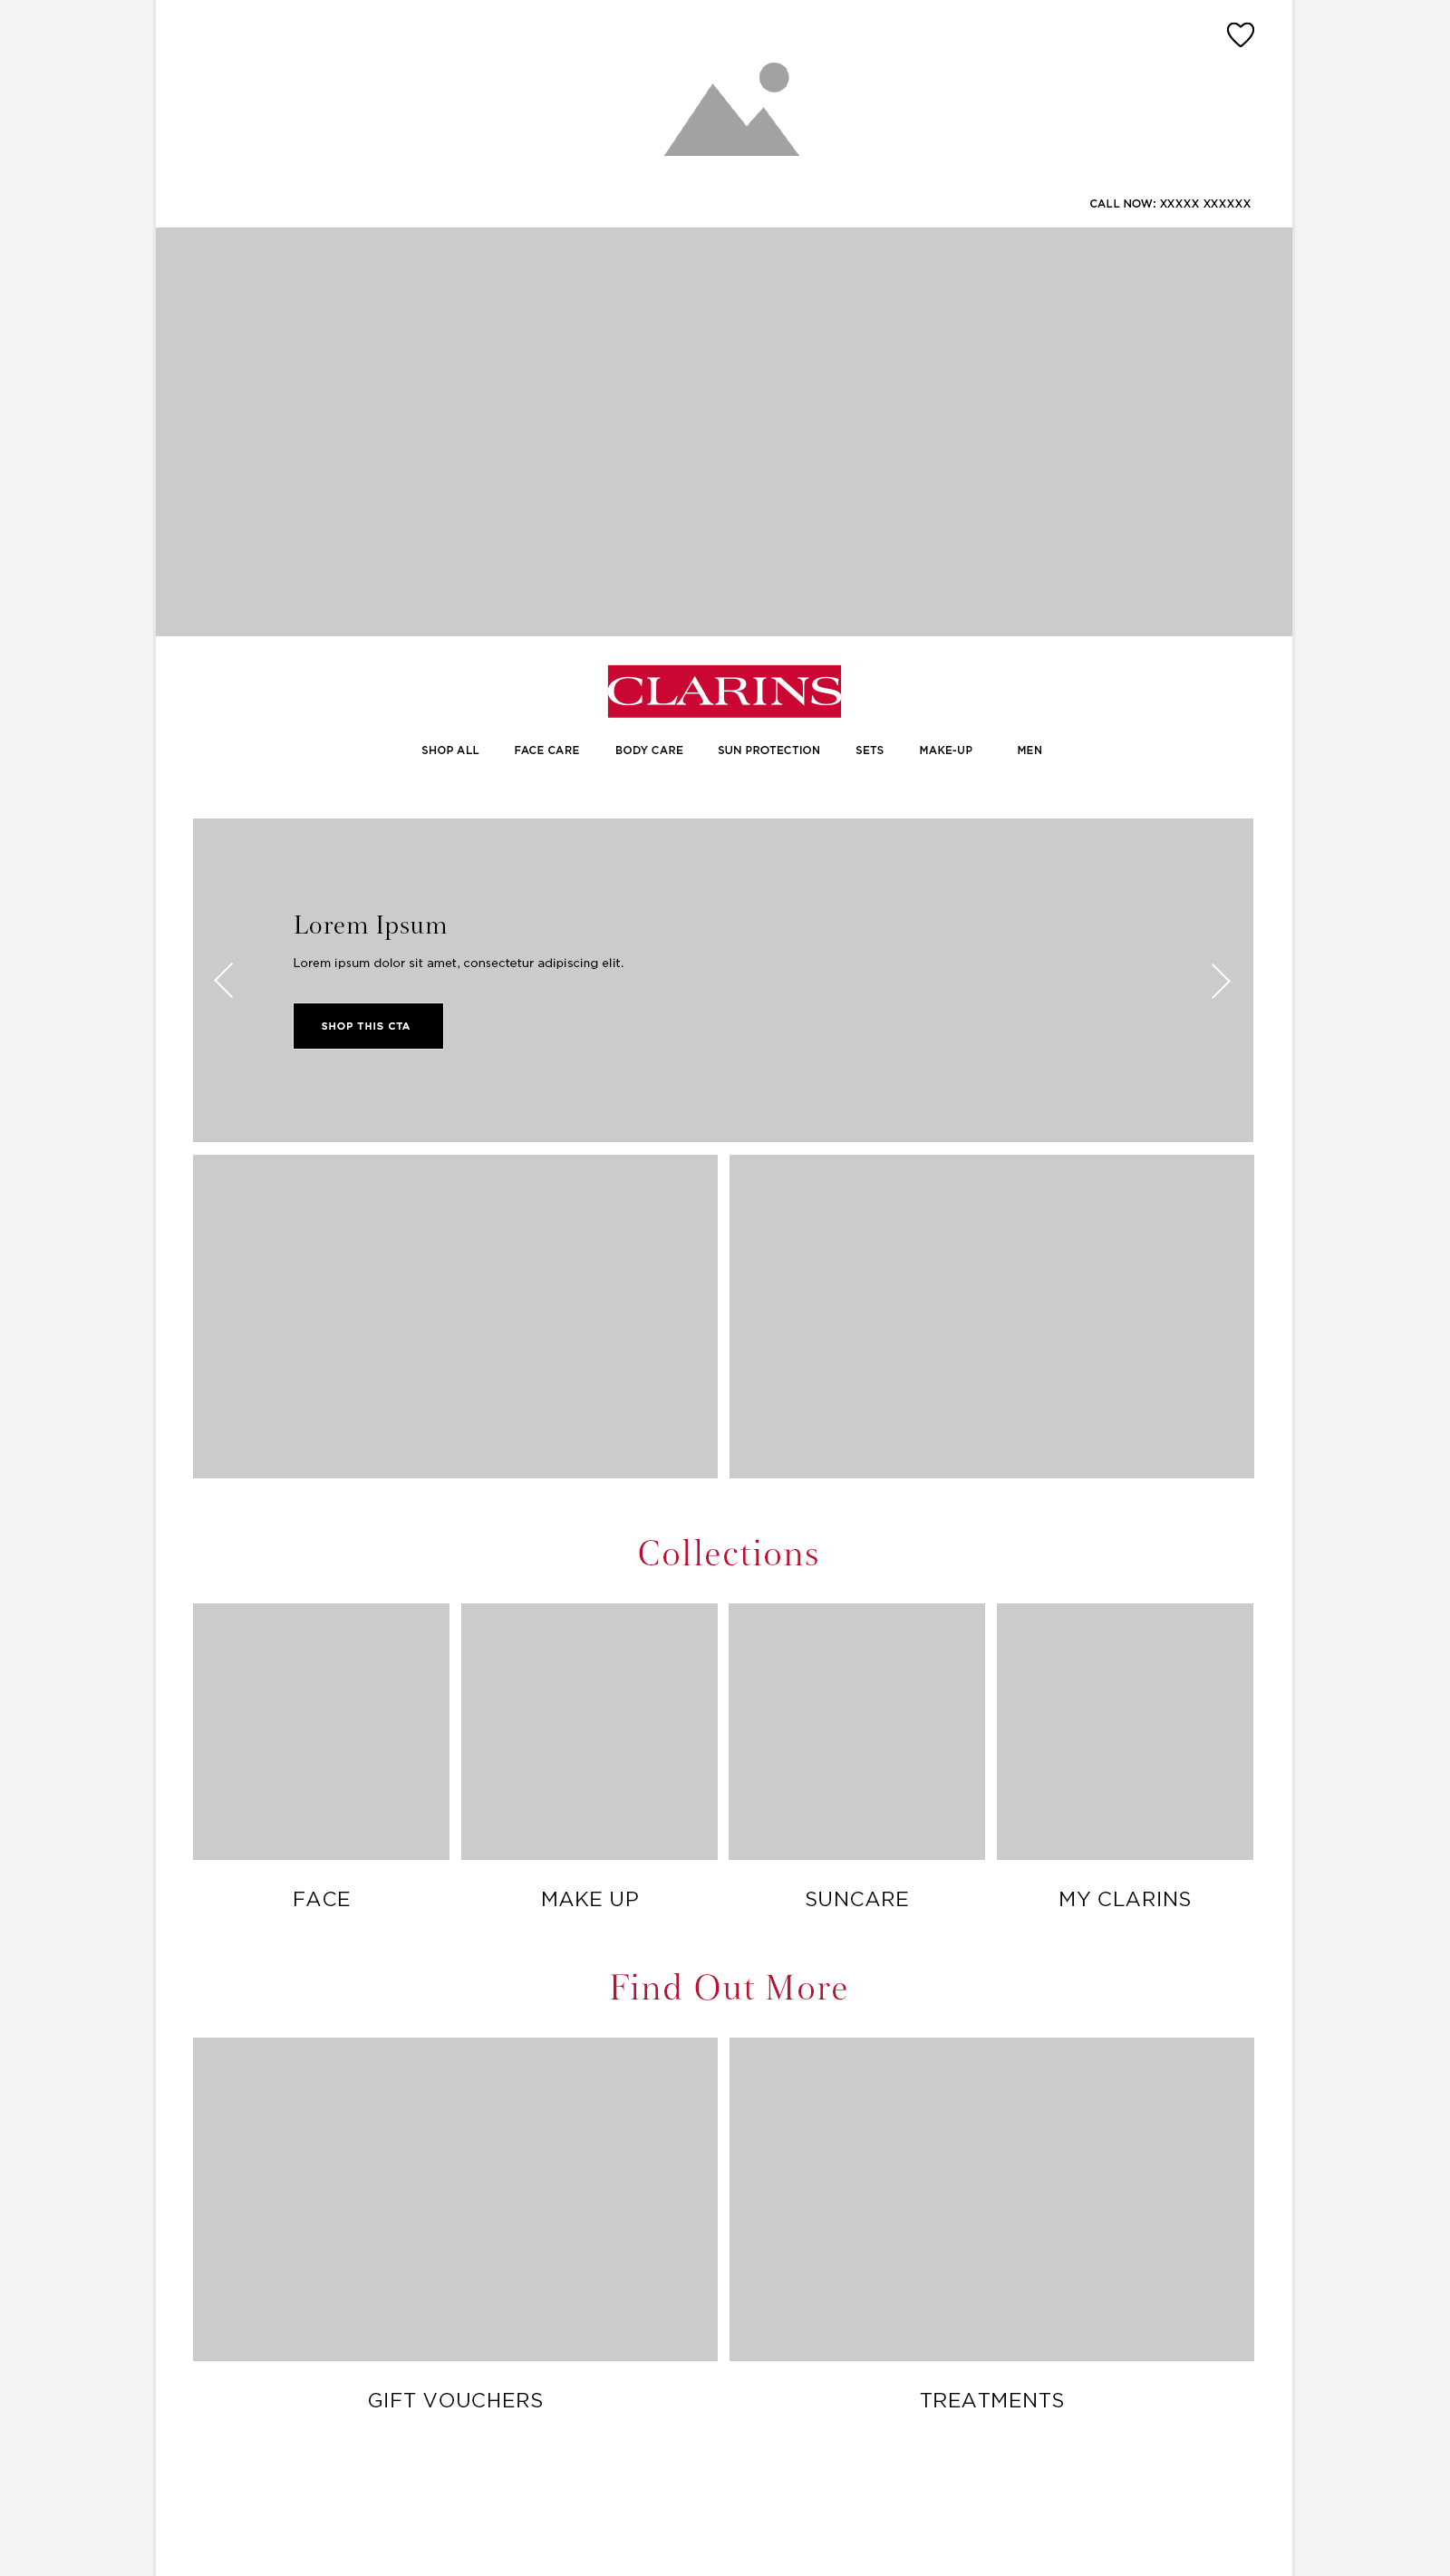 CALL NOW: XXXXX XXXXXX
CLARINS
SHOP ALL FACE CARE BODY CARE SUN PROTECTION SETS MAKE-UP MEN
Lorem Ipsum
Lorem ipsum dolor sit amet, consectetur adipiscing elit.
SHOP THIS CTA
Collections
FACE MAKE UP SUNCARE MY CLARINS
Find Out More
GIFT VOUCHERS TREATMENTS